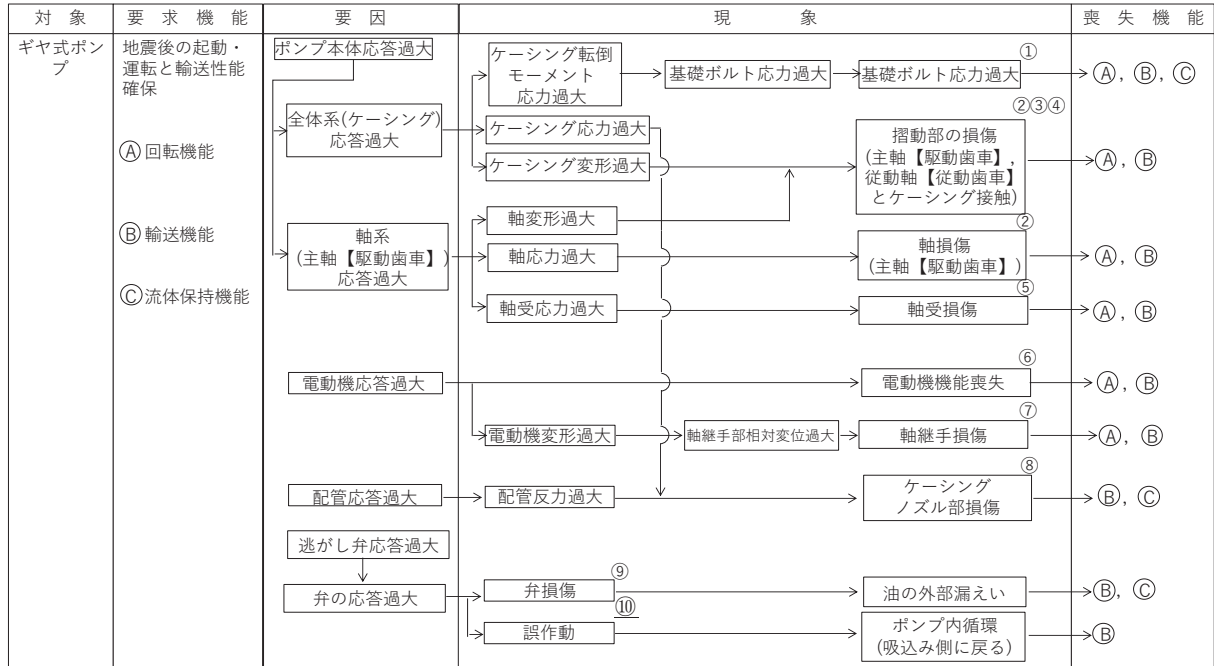 対象
要求機能
要因
現象
喪失機能
ギヤ式ポン
プ
地震後の起動・
運転と輸送性能
確保
Ⓐ回転機能
Ⓑ輸送機能
Ⓒ流体保持機能
ポンプ本体応答過大
全体系(ケーシング)
応答過大
ケーシング転倒
モーメント
応力過大
基礎ボルト応力過大
①
基礎ボルト応力過大
Ⓐ, Ⓑ, Ⓒ
ケーシング応力過大
ケーシング変形過大
②③④
摺動部の損傷
(主軸【駆動歯車】,
従動軸【従動歯車】
とケーシング接触)
Ⓐ, Ⓑ
軸系
(主軸【駆動歯車】)
応答過大
軸変形過大
軸応力過大
②
軸損傷
(主軸【駆動歯車】)
Ⓐ, Ⓑ
軸受応力過大
⑤
軸受損傷
Ⓐ, Ⓑ
電動機応答過大
⑥
電動機機能喪失
Ⓐ, Ⓑ
電動機変形過大
軸継手部相対変位過大
⑦
軸継手損傷
Ⓐ, Ⓑ
配管応答過大
配管反力過大
⑧
ケーシング
ノズル部損傷
Ⓑ, Ⓒ
逃がし弁応答過大
弁の応答過大
⑨
弁損傷
油の外部漏えい
Ⓑ, Ⓒ
⑩
誤作動
ポンプ内循環
(吸込み側に戻る)
Ⓑ